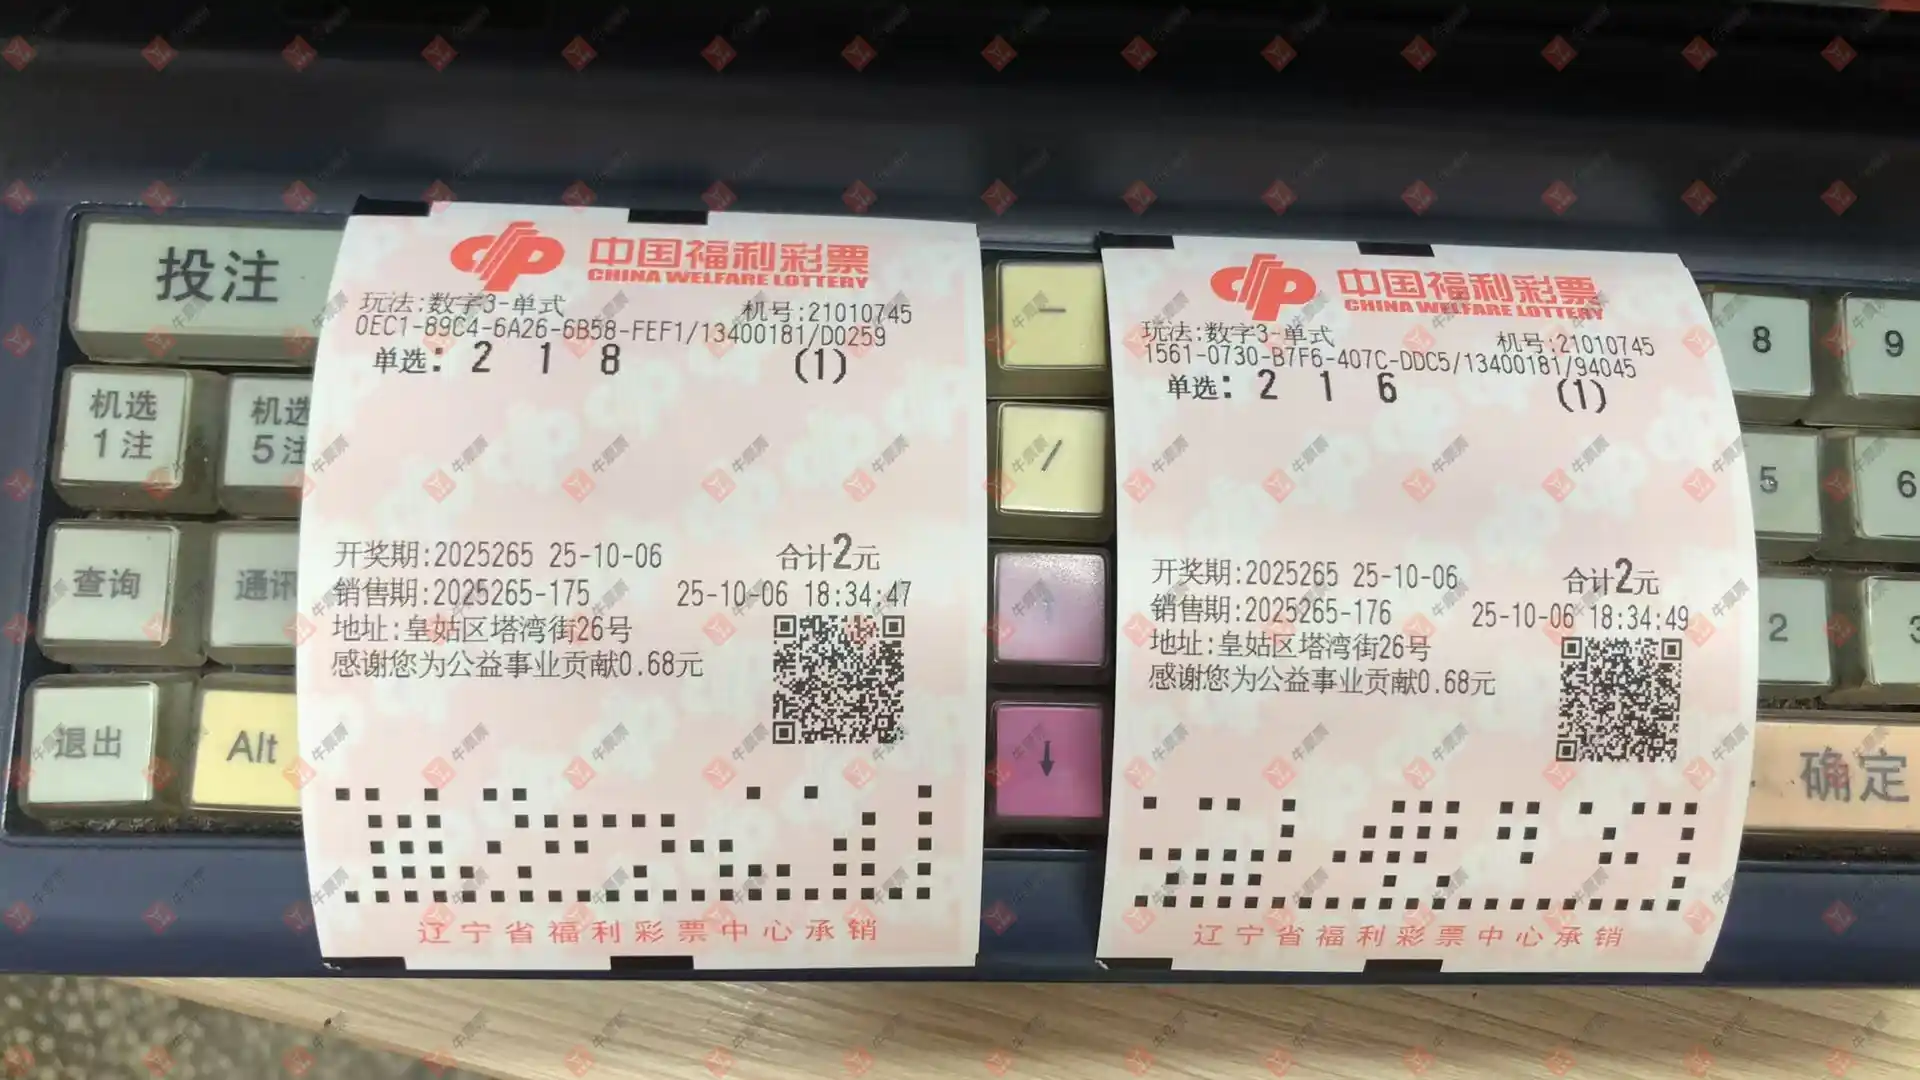 投注
机选
1注
机选
5注
查询
通讯
退出
Alt
中国福利彩票
CHINA WELFARE LOTTERY
玩法:数字3-单式 机号:21010745
0EC1-89C4-6A26-6B58-FEF1/13400181/D0259
单选: 2 1 8 (1)
开奖期:2025265 25-10-06 合计2元
销售期:2025265-175 25-10-06 18:34:47
地址:皇姑区塔湾街26号
感谢您为公益事业贡献0.68元
辽宁省福利彩票中心承销
-
/
↓
中国福利彩票
CHINA WELFARE LOTTERY
玩法:数字3-单式 机号:21010745
1561-0730-B7F6-407C-DDC5/13400181/94045
单选: 2 1 6 (1)
开奖期:2025265 25-10-06 合计2元
销售期:2025265-176 25-10-06 18:34:49
地址:皇姑区塔湾街26号
感谢您为公益事业贡献0.68元
辽宁省福利彩票中心承销
8 9
5 6
2 3
确定